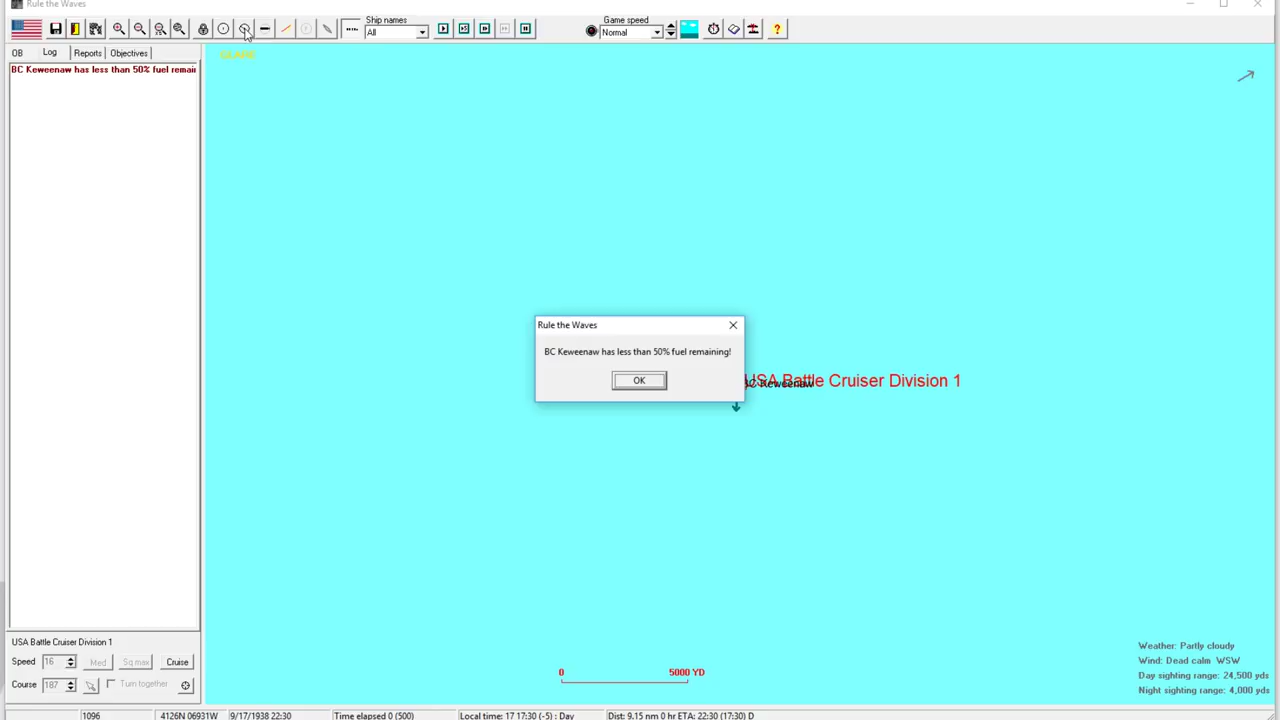 Rule the Waves
Ship names
All
Game speed
Normal
?
OB Log Reports Objectives
BC Keweenaw has less than 50% fuel remain
GLARE
Rule the Waves
BC Keweenaw has less than 50% fuel remaining!
OK
USA Battle Cruiser Division 1
BC Keweenaw
USA Battle Cruiser Division 1
Speed 16 Med Sq max Cruise
Course 187 Turn together
0 5000 YD
Weather: Partly cloudy
Wind: Dead calm WSW
Day sighting range: 24,500 yds
Night sighting range: 4,000 yds
1096 4126N 06931W 9/17/1938 22:30 Time elapsed 0 (500) Local time: 17 17:30 (-5) : Day Dist: 9.15 nm 0 hr ETA: 22:30 (17:30) D